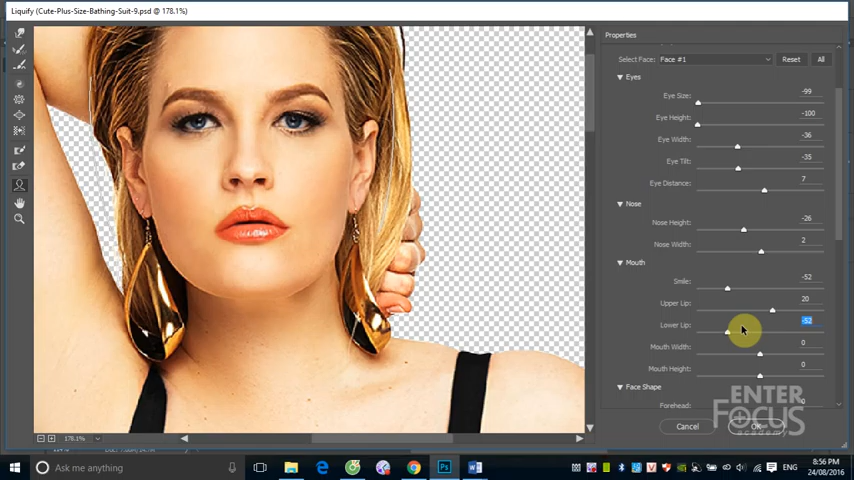 Liquify (Cute-Plus-Size-Bathing-Suit-9.psd @ 178.1%)
Properties
Select Face: Face #1 Reset All
Eyes
Eye Size: -99
Eye Height: -100
Eye Width: -36
Eye Tilt: -35
Eye Distance: 7
Nose
Nose Height: -26
Nose Width: 2
Mouth
Smile: -52
Upper Lip: 20
Lower Lip: -52
Mouth Width: 0
Mouth Height: 0
Face Shape
Forehead: 0
Cancel OK
ENTER
FOCUS
academy
178.1%
Ask me anything
ENG
8:56 PM
24/08/2016